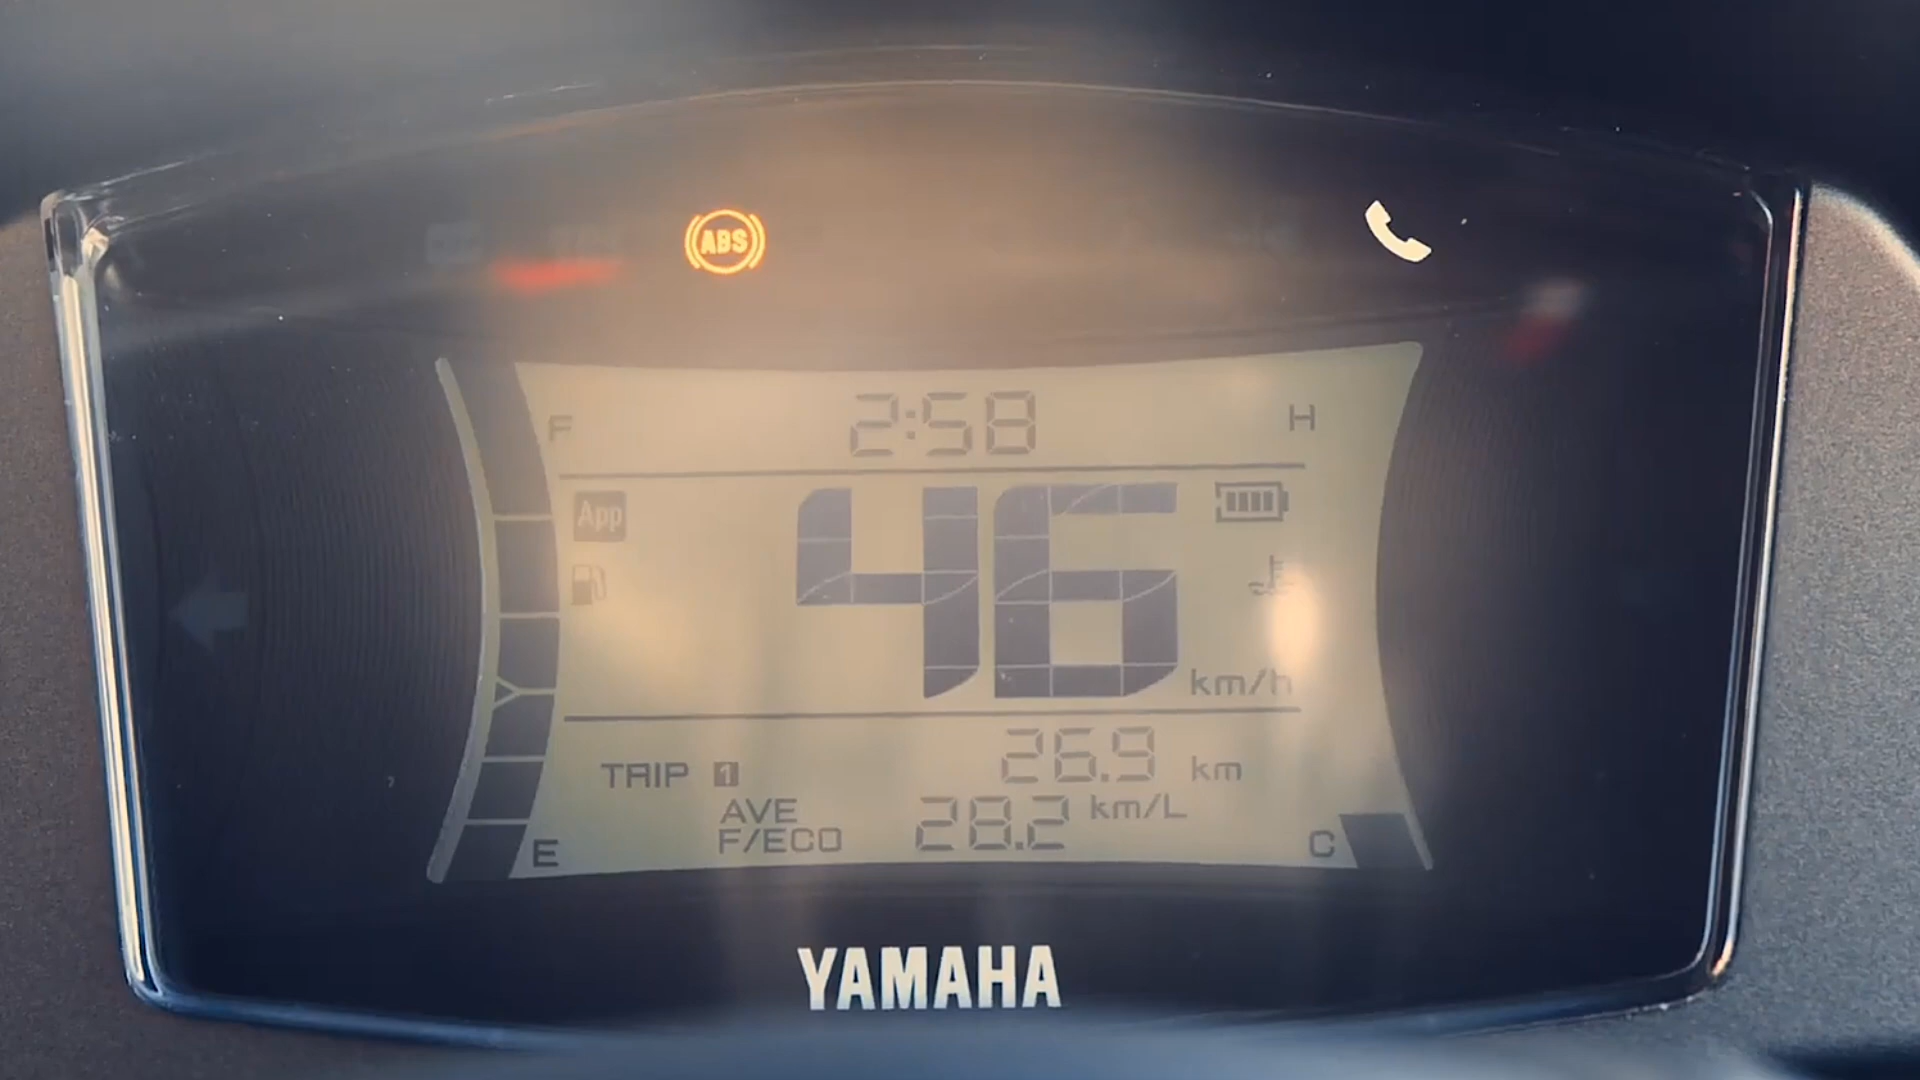 ABS
F 2:58 H
App
46
km/h
TRIP 1 26.9 km
AVE
F/ECO 28.2 km/L
E C
YAMAHA